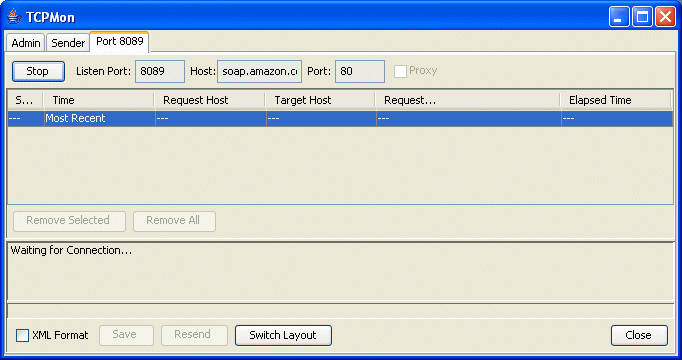 TCPMon
Admin Sender Port 8089
Stop Listen Port: 8089 Host: soap.amazon.c Port: 80 Proxy
S... Time Request Host Target Host Request... Elapsed Time
--- Most Recent --- --- --- ---
Remove Selected Remove All
Waiting for Connection...
XML Format Save Resend Switch Layout Close